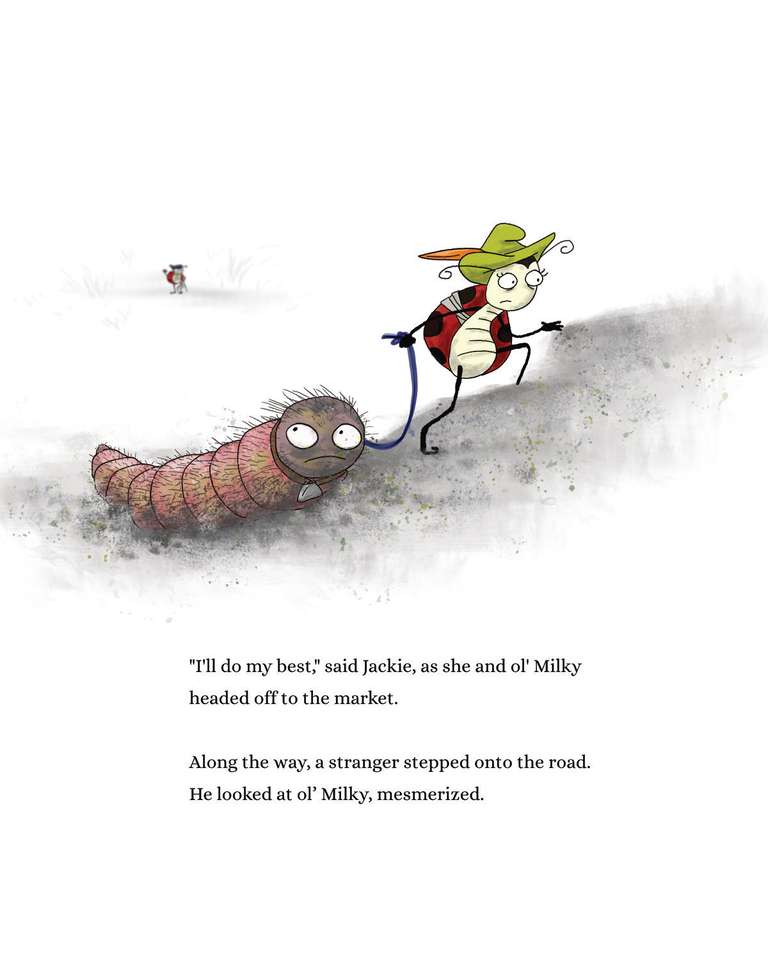 "I'll do my best," said Jackie, as she and ol' Milky
headed off to the market.
Along the way, a stranger stepped onto the road.
He looked at ol’ Milky, mesmerized.